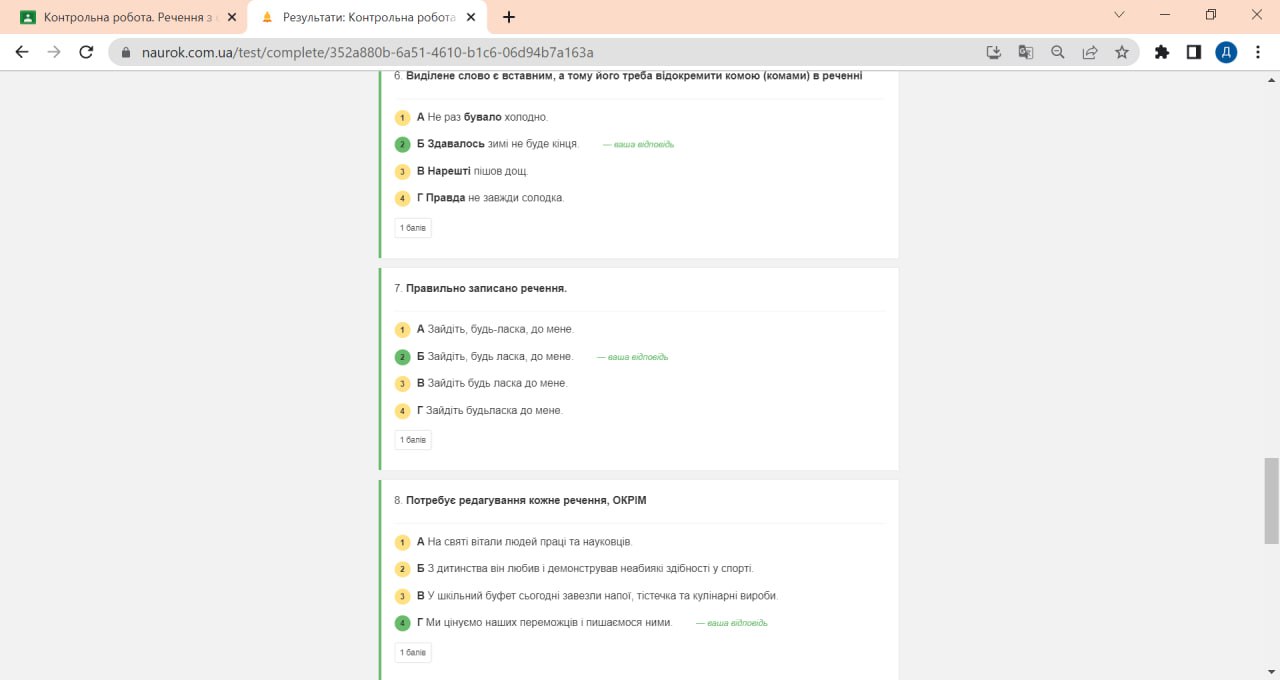 Контрольна робота. Речення з
Результати: Контрольна робота
naurok.com.ua/test/complete/352a880b-6a51-4610-b1c6-06d94b7a163a
Д
6. Виділене слово є вставним, а тому його треба відокремити комою (комами) в реченні
1 А Не раз бувало холодно.
2 Б Здавалось зимі не буде кінця. — ваша відповідь
3 В Нарешті пішов дощ.
4 Г Правда не завжди солодка.
1 балів
7. Правильно записано речення.
1 А Зайдіть, будь-ласка, до мене.
2 Б Зайдіть, будь ласка, до мене. — ваша відповідь
3 В Зайдіть будь ласка до мене.
4 Г Зайдіть будьласка до мене.
1 балів
8. Потребує редагування кожне речення, ОКРІМ
1 А На святі вітали людей праці та науковців.
2 Б З дитинства він любив і демонстрував неабиякі здібності у спорті.
3 В У шкільний буфет сьогодні завезли напої, тістечка та кулінарні вироби.
4 Г Ми цінуємо наших переможців і пишаємося ними. — ваша відповідь
1 балів